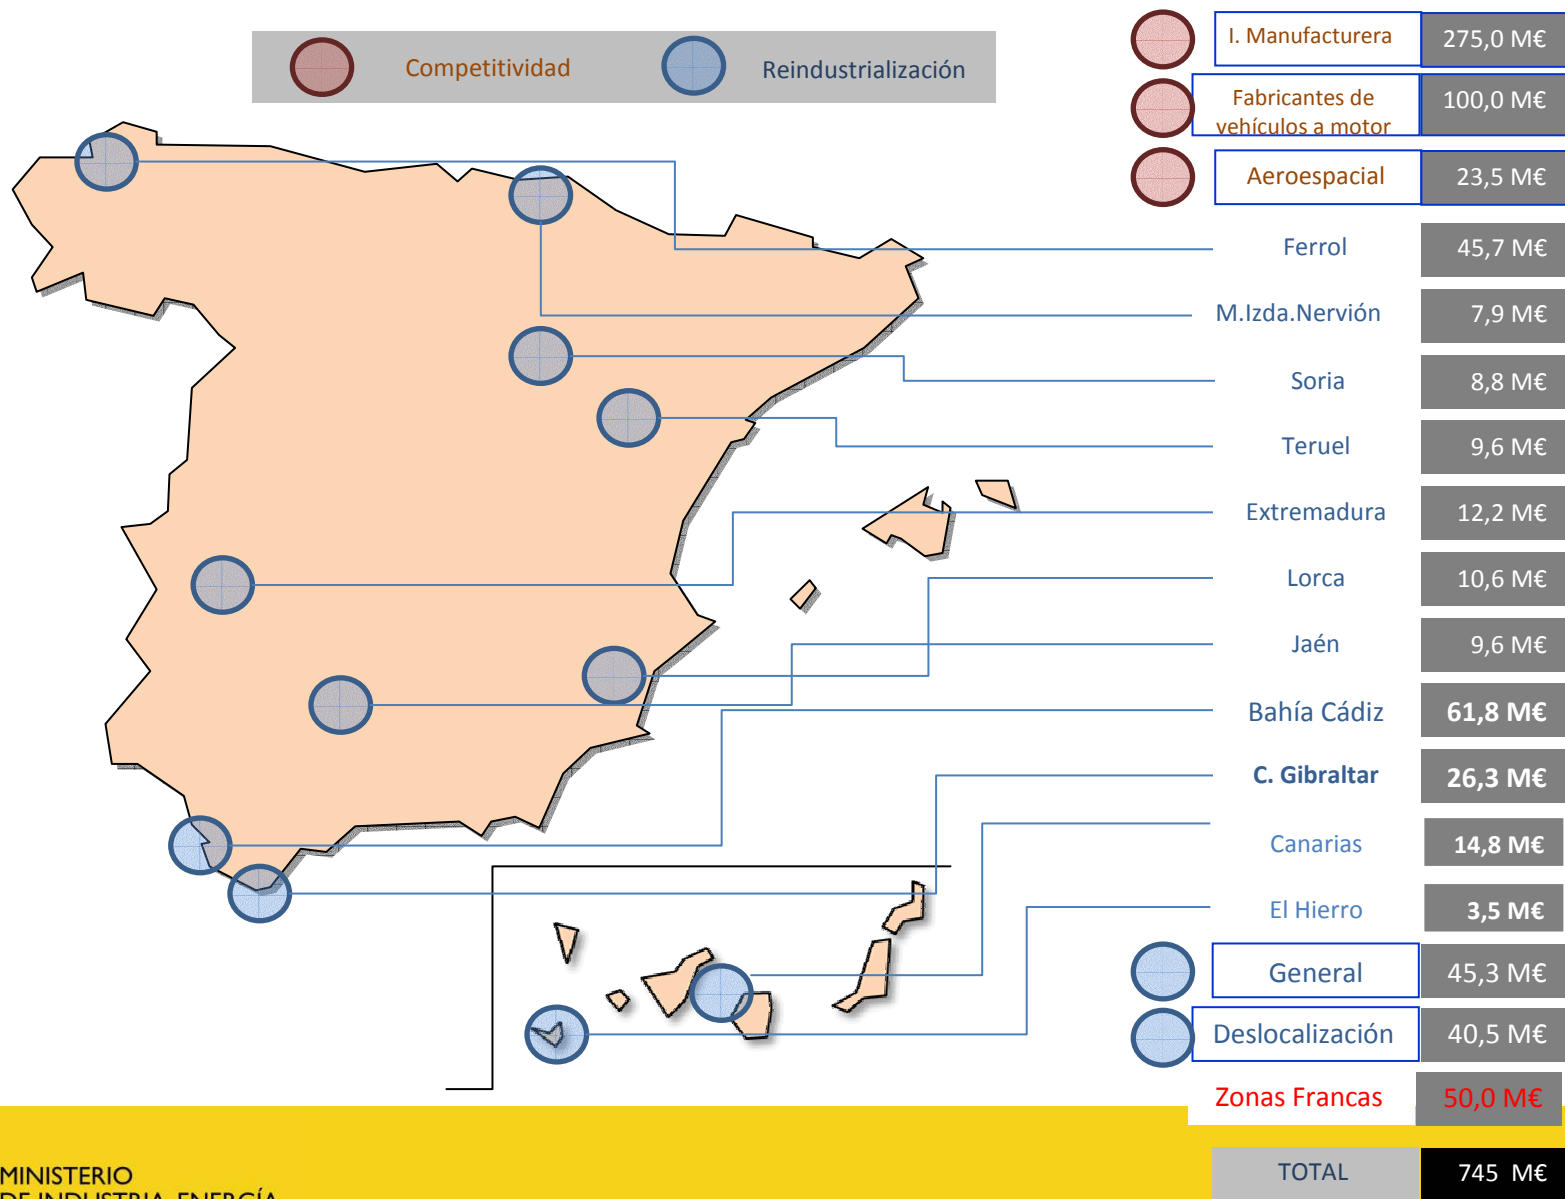 Competitividad
Reindustrialización
I. Manufacturera 275,0 M€
Fabricantes de
vehículos a motor 100,0 M€
Aeroespacial 23,5 M€
Ferrol 45,7 M€
M.Izda.Nervión 7,9 M€
Soria 8,8 M€
Teruel 9,6 M€
Extremadura 12,2 M€
Lorca 10,6 M€
Jaén 9,6 M€
Bahía Cádiz 61,8 M€
C. Gibraltar 26,3 M€
Canarias 14,8 M€
El Hierro 3,5 M€
General 45,3 M€
Deslocalización 40,5 M€
Zonas Francas 50,0 M€
TOTAL 745 M€
MINISTERIO
DE INDUSTRIA, ENERGÍA